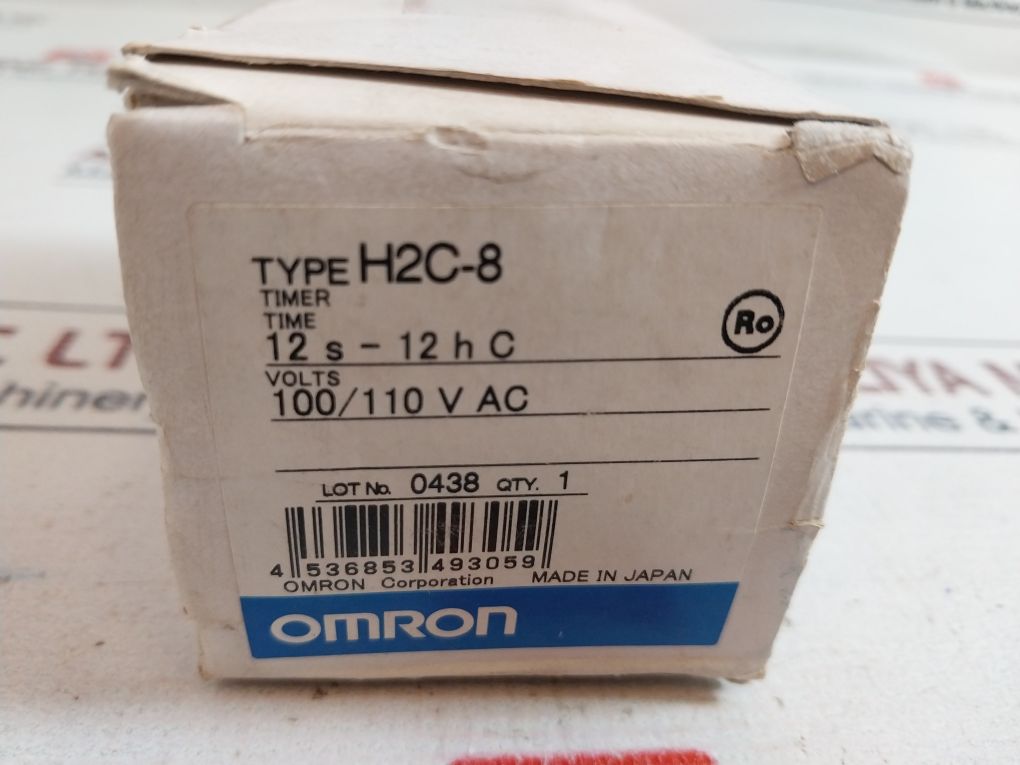 TYPE H2C-8
TIMER
TIME
12 s - 12 h C
Ro
VOLTS
100/110 V AC
LOT No. 0438 QTY. 1
4 536853 493059
OMRON Corporation MADE IN JAPAN
OMRON